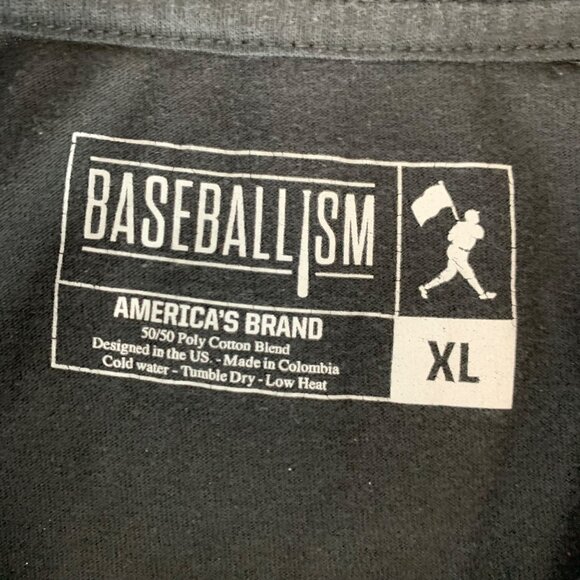 BASEBALLISM
AMERICA'S BRAND
50/50 Poly Cotton Blend
Designed in the US. - Made in Colombia
Cold water - Tumble Dry - Low Heat
XL